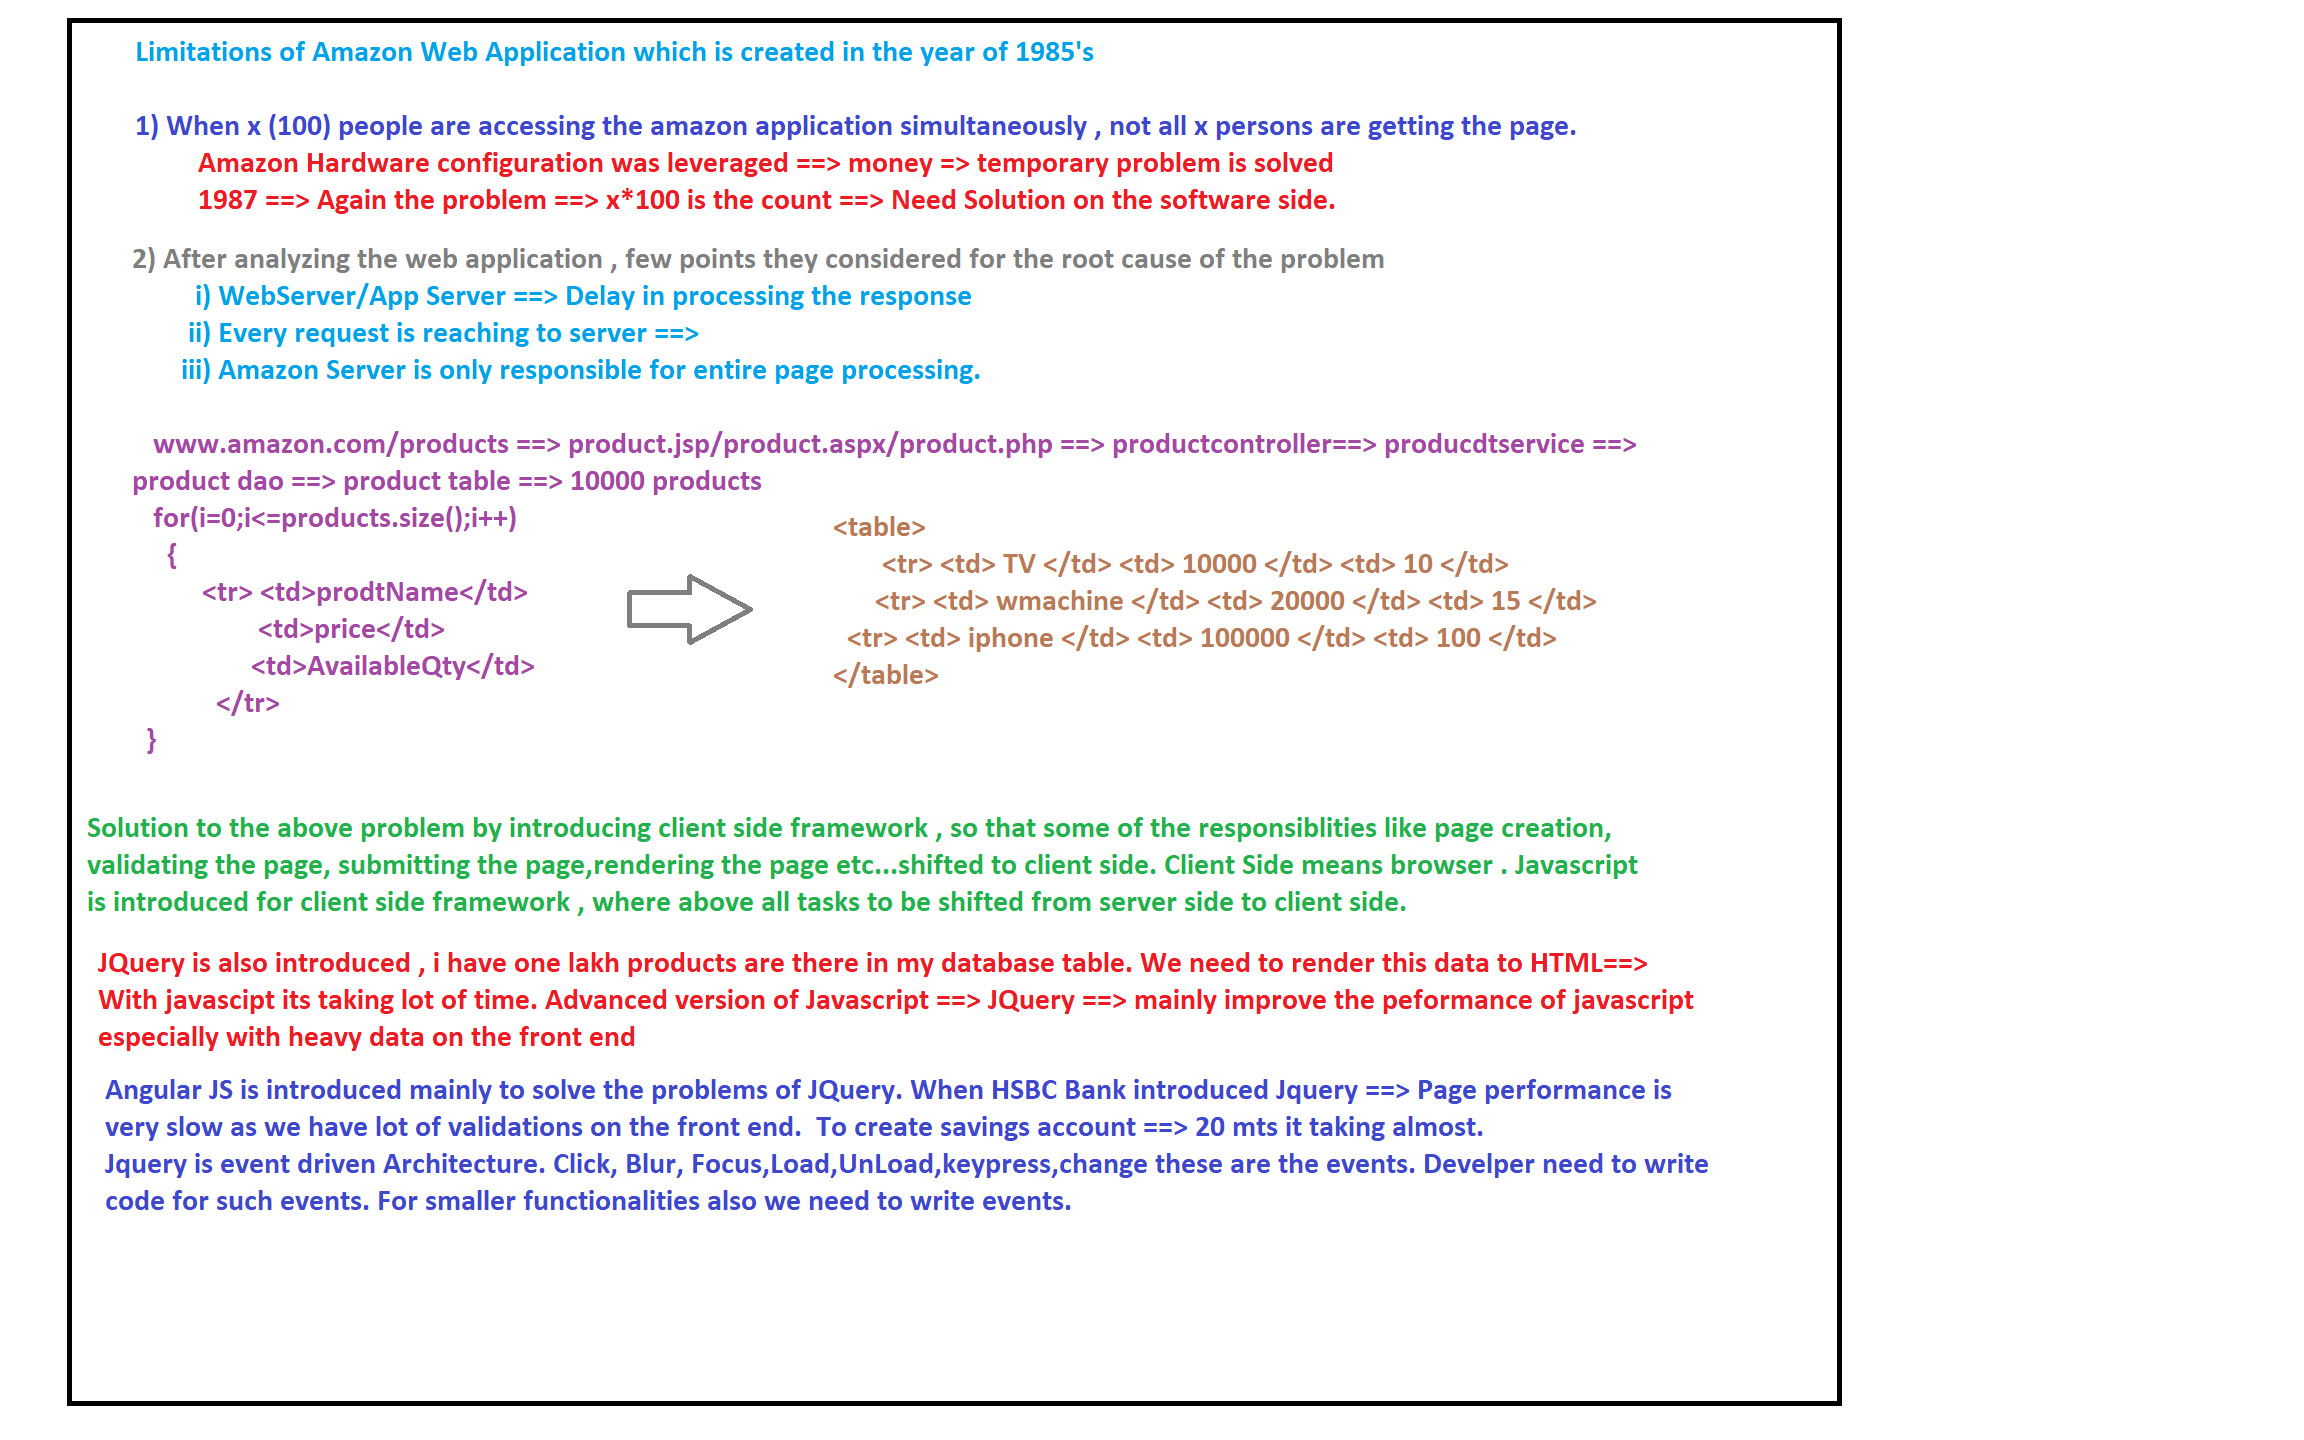 Limitations of Amazon Web Application which is created in the year of 1985's
1) When x (100) people are accessing the amazon application simultaneously , not all x persons are getting the page.
Amazon Hardware configuration was leveraged ==> money => temporary problem is solved
1987 ==> Again the problem ==> x*100 is the count ==> Need Solution on the software side.
2) After analyzing the web application , few points they considered for the root cause of the problem
i) WebServer/App Server ==> Delay in processing the response
ii) Every request is reaching to server ==>
iii) Amazon Server is only responsible for entire page processing.
www.amazon.com/products ==> product.jsp/product.aspx/product.php ==> productcontroller==> producdtservice ==>
product dao ==> product table ==> 10000 products
for(i=0;i<=products.size();i++)
{
<tr> <td>prodtName</td>
<td>price</td>
<td>AvailableQty</td>
</tr>
}
<table>
<tr> <td> TV </td> <td> 10000 </td> <td> 10 </td>
<tr> <td> wmachine </td> <td> 20000 </td> <td> 15 </td>
<tr> <td> iphone </td> <td> 100000 </td> <td> 100 </td>
</table>
Solution to the above problem by introducing client side framework , so that some of the responsiblities like page creation,
validating the page, submitting the page,rendering the page etc...shifted to client side. Client Side means browser . Javascript
is introduced for client side framework , where above all tasks to be shifted from server side to client side.
JQuery is also introduced , i have one lakh products are there in my database table. We need to render this data to HTML==>
With javascipt its taking lot of time. Advanced version of Javascript ==> JQuery ==> mainly improve the peformance of javascript
especially with heavy data on the front end
Angular JS is introduced mainly to solve the problems of JQuery. When HSBC Bank introduced Jquery ==> Page performance is
very slow as we have lot of validations on the front end.  To create savings account ==> 20 mts it taking almost.
Jquery is event driven Architecture. Click, Blur, Focus,Load,UnLoad,keypress,change these are the events. Develper need to write
code for such events. For smaller functionalities also we need to write events.